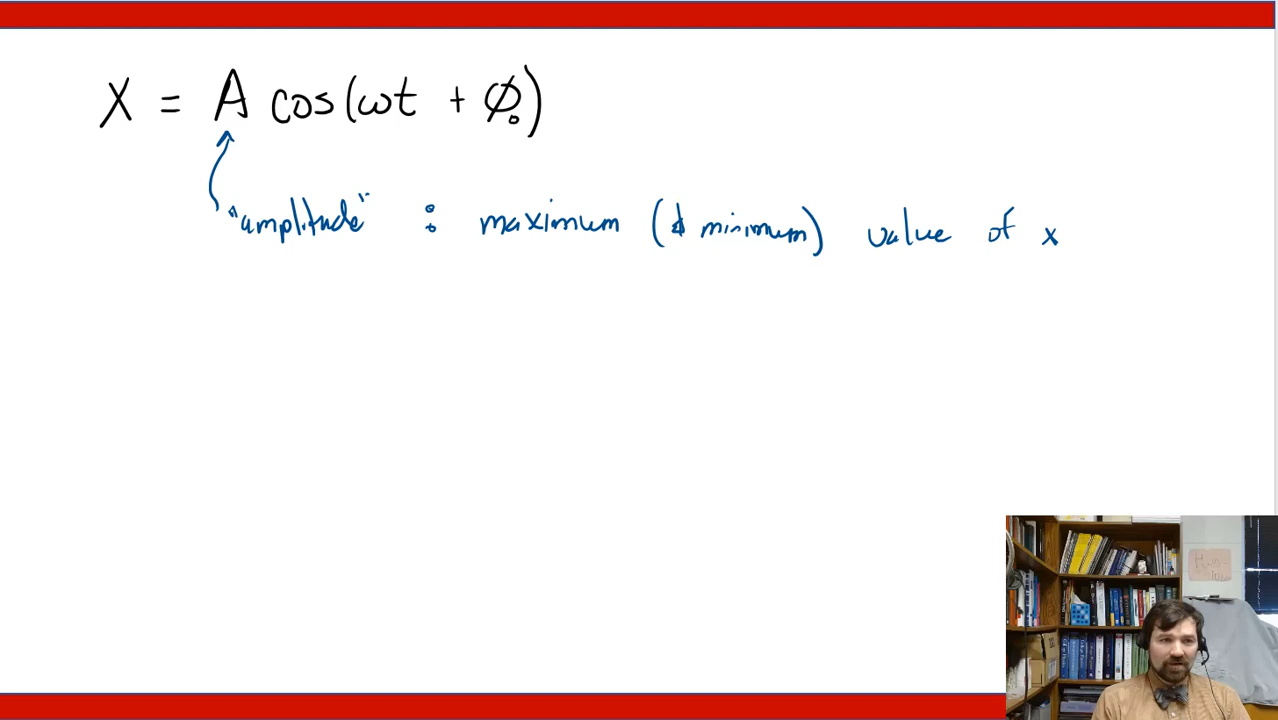 X = A cos(ωt + φ₀)
"amplitude" : maximum (& minimum) value of x